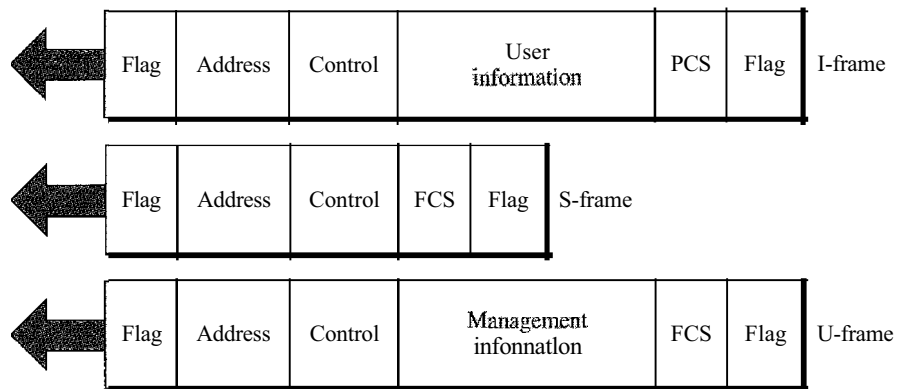 Flag Address Control User information PCS Flag I-frame
Flag Address Control FCS Flag S-frame
Flag Address Control Management infonnatlon FCS Flag U-frame